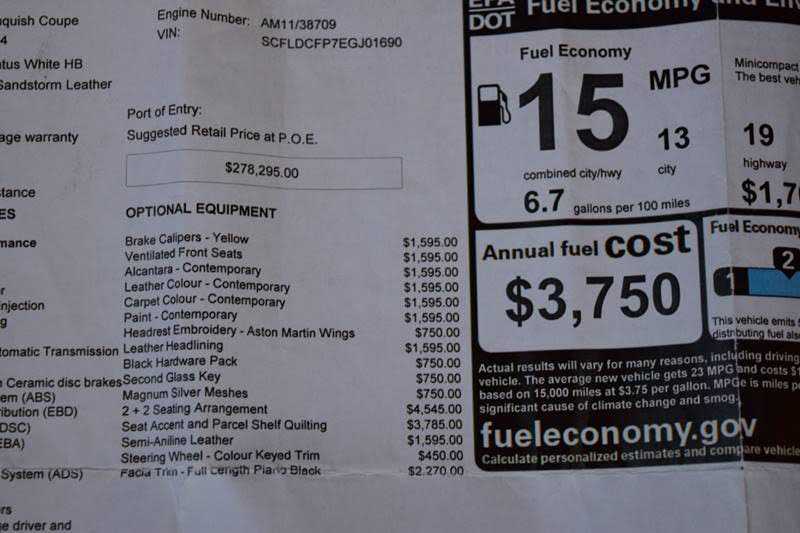 quish Coupe
4
tus White HB
Sandstorm Leather
age warranty
stance
ES
mance
r
njection
g
tomatic Transmission
Ceramic disc brakes
em (ABS)
ribution (EBD)
DSC)
EBA)
System (ADS)
rs
e driver and
Engine Number: AM11/38709
VIN: SCFLDCFP7EGJ01690
Port of Entry:
Suggested Retail Price at P.O.E.
$278,295.00
OPTIONAL EQUIPMENT
Brake Calipers - Yellow $1,595.00
Ventilated Front Seats $1,595.00
Alcantara - Contemporary $1,595.00
Leather Colour - Contemporary $1,595.00
Carpet Colour - Contemporary $1,595.00
Paint - Contemporary $1,595.00
Headrest Embroidery - Aston Martin Wings $750.00
Leather Headlining $1,595.00
Black Hardware Pack $750.00
Second Glass Key $750.00
Magnum Silver Meshes $750.00
2 + 2 Seating Arrangement $4,545.00
Seat Accent and Parcel Shelf Quilting $3,785.00
Semi-Aniline Leather $1,595.00
Steering Wheel - Colour Keyed Trim $450.00
Facia Trim - Full Length Piano Black $2,270.00
EPA
DOT
Fuel Economy and En
Fuel Economy
15 MPG
13
19
combined city/hwy
city
highway
6.7 gallons per 100 miles
Minicompact
The best veh
$1,7
Annual fuel cost
$3,750
Fuel Economy
1
2
This vehicle emits
distributing fuel als
Actual results will vary for many reasons, including driving
vehicle. The average new vehicle gets 23 MPG and costs $1
based on 15,000 miles at $3.75 per gallon. MPGe is miles p
significant cause of climate change and smog.
fueleconomy.gov
Calculate personalized estimates and compare vehicle